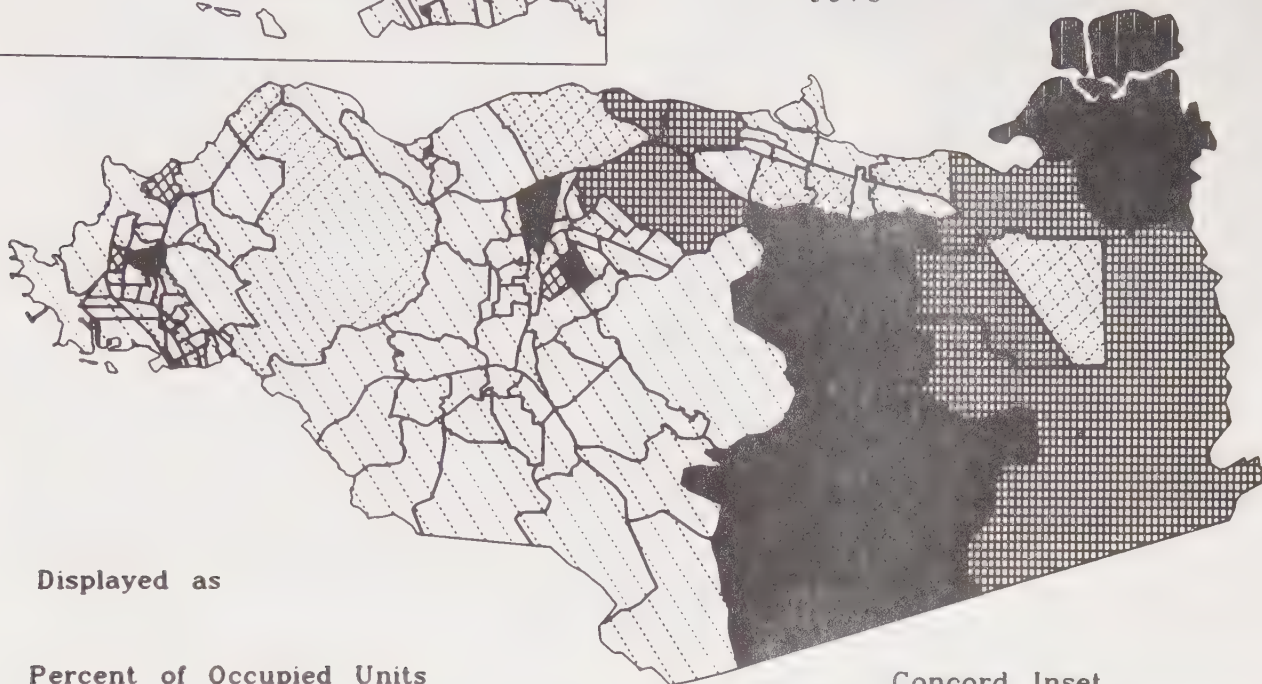 Displayed as
Percent of Occupied Units
Concord Inset